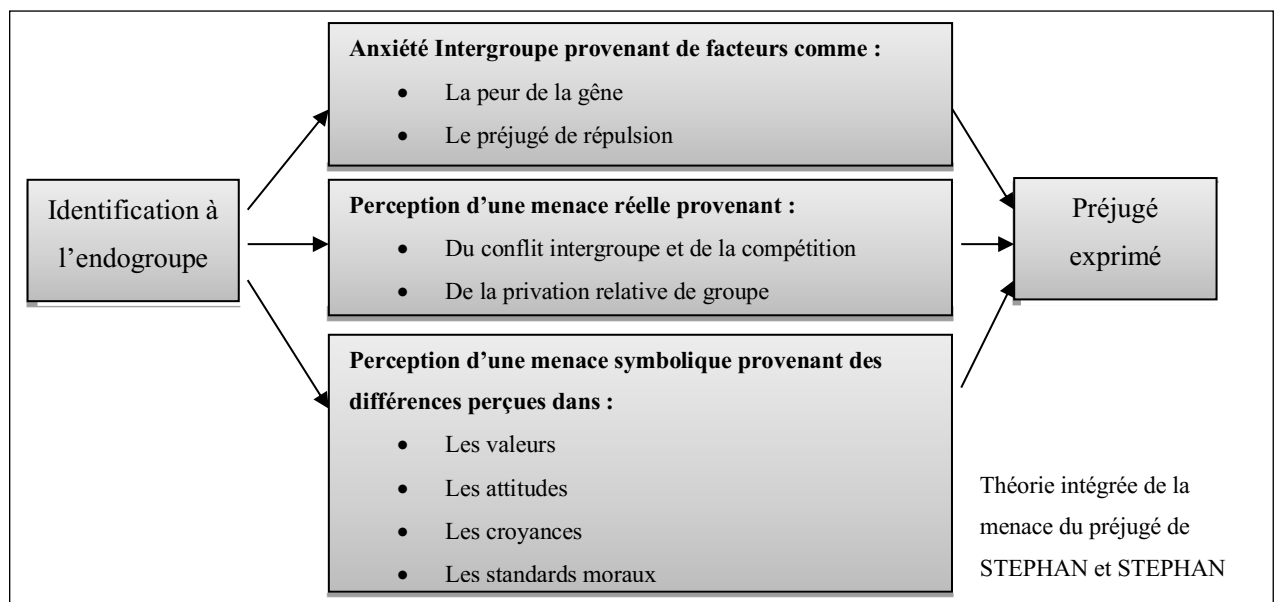 Identification à
l’endogroupe
Anxiété Intergroupe provenant de facteurs comme :
• La peur de la gêne
• Le préjugé de répulsion
Perception d’une menace réelle provenant :
• Du conflit intergroupe et de la compétition
• De la privation relative de groupe
Perception d’une menace symbolique provenant des
différences perçues dans :
• Les valeurs
• Les attitudes
• Les croyances
• Les standards moraux
Préjugé
exprimé
Théorie intégrée de la
menace du préjugé de
STEPHAN et STEPHAN